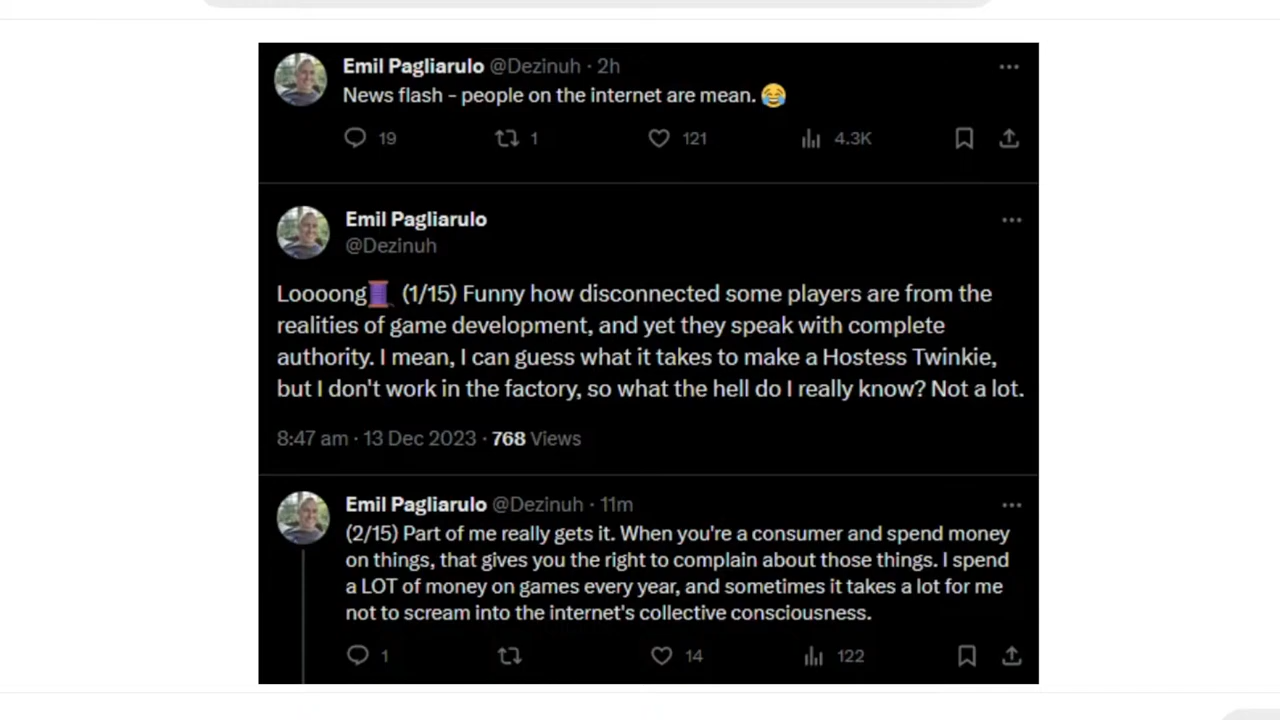 Emil Pagliarulo @Dezinuh · 2h
News flash - people on the internet are mean. 😂
19 1 121 4.3K
Emil Pagliarulo
@Dezinuh
Loooong🧵 (1/15) Funny how disconnected some players are from the
realities of game development, and yet they speak with complete
authority. I mean, I can guess what it takes to make a Hostess Twinkie,
but I don't work in the factory, so what the hell do I really know? Not a lot.
8:47 am · 13 Dec 2023 · 768 Views
Emil Pagliarulo @Dezinuh · 11m
(2/15) Part of me really gets it. When you're a consumer and spend money
on things, that gives you the right to complain about those things. I spend
a LOT of money on games every year, and sometimes it takes a lot for me
not to scream into the internet's collective consciousness.
1 14 122